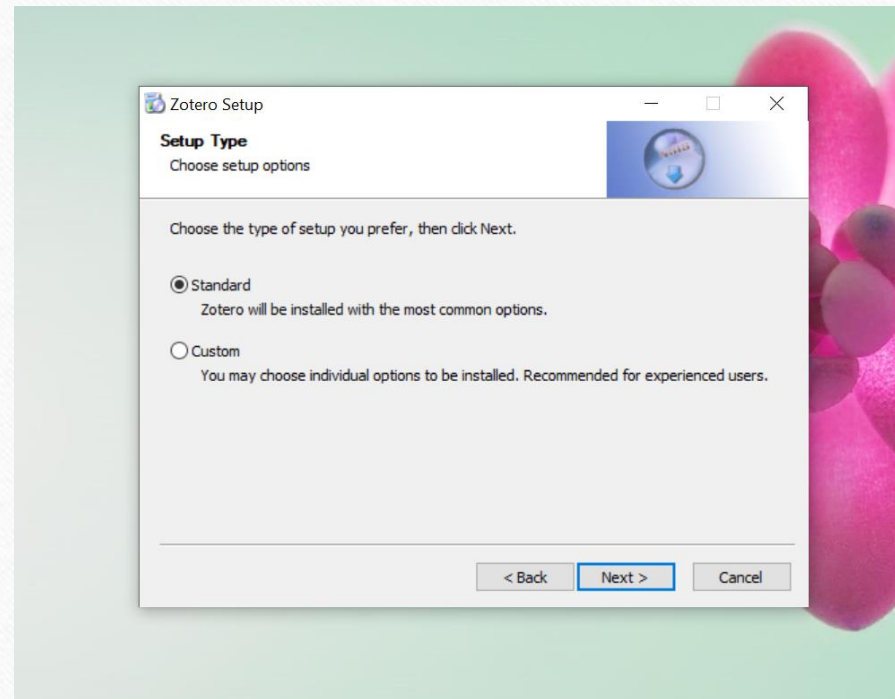 Zotero Setup
Setup Type
Choose setup options
Choose the type of setup you prefer, then click Next.
Standard
Zotero will be installed with the most common options.
Custom
You may choose individual options to be installed. Recommended for experienced users.
< Back
Next >
Cancel